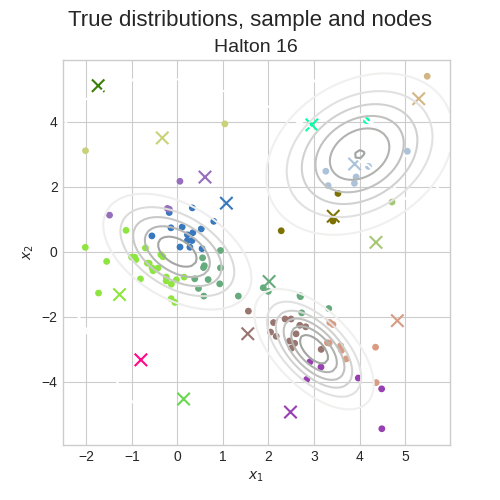 True distributions, sample and nodes
Halton 16
4
2
0
−2
−4
x₂
−2 −1 0 1 2 3 4 5
x₁